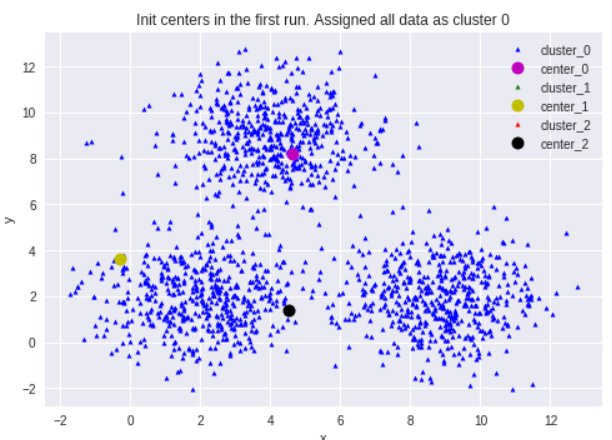 Init centers in the first run. Assigned all data as cluster 0
cluster_0
center_0
cluster_1
center_1
cluster_2
center_2
12
10
8
6
4
2
0
−2
y
−2 0 2 4 6 8 10 12
x